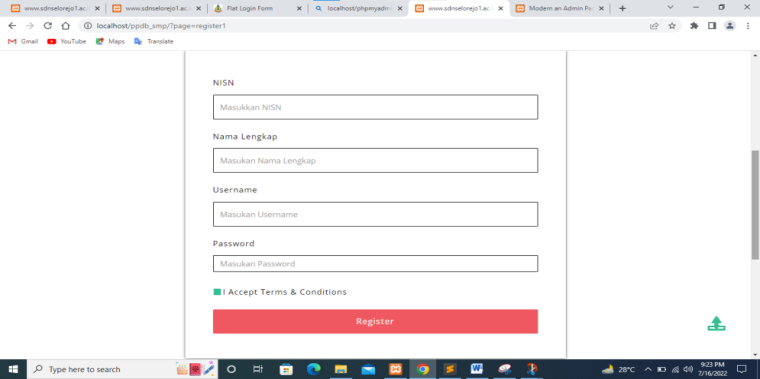 www.sdnselorejo1.ac
www.sdnselorejo1.ac
Flat Login Form
localhost/phpmyadm
www.sdnselorejo1.ac
Modern an Admin Pa
localhost/ppdb_smp/?page=register1
Gmail
YouTube
Maps
Translate
NISN
Masukkan NISN
Nama Lengkap
Masukan Nama Lengkap
Username
Masukan Username
Password
Masukan Password
I Accept Terms & Conditions
Register
Type here to search
28°C
9:23 PM
7/16/2022